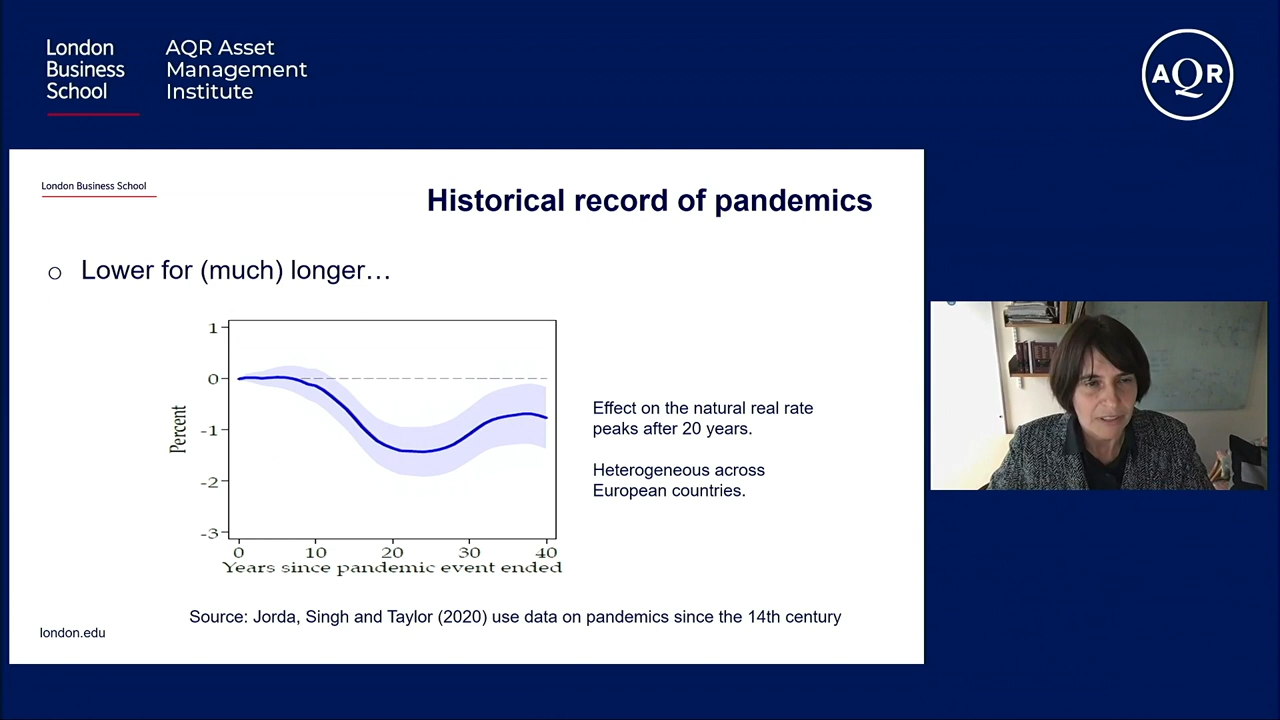 London
Business
School
AQR Asset
Management
Institute
AQR
London Business School
Historical record of pandemics
Lower for (much) longer…
1
0
-1
-2
-3
Percent
0 10 20 30 40
Years since pandemic event ended
Effect on the natural real rate
peaks after 20 years.
Heterogeneous across
European countries.
Source: Jorda, Singh and Taylor (2020) use data on pandemics since the 14th century
london.edu